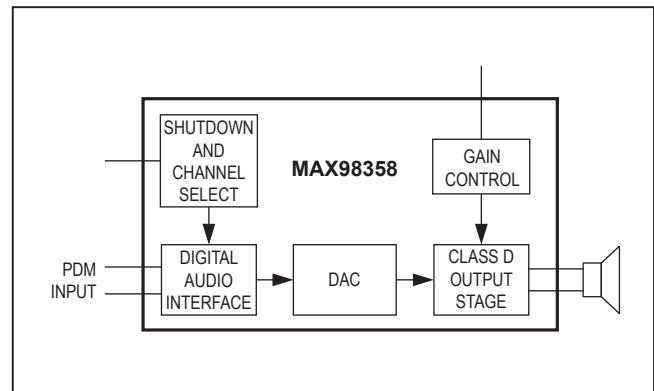 SHUTDOWN
AND
CHANNEL
SELECT
MAX98358
GAIN
CONTROL
PDM
INPUT
DIGITAL
AUDIO
INTERFACE
DAC
CLASS D
OUTPUT
STAGE